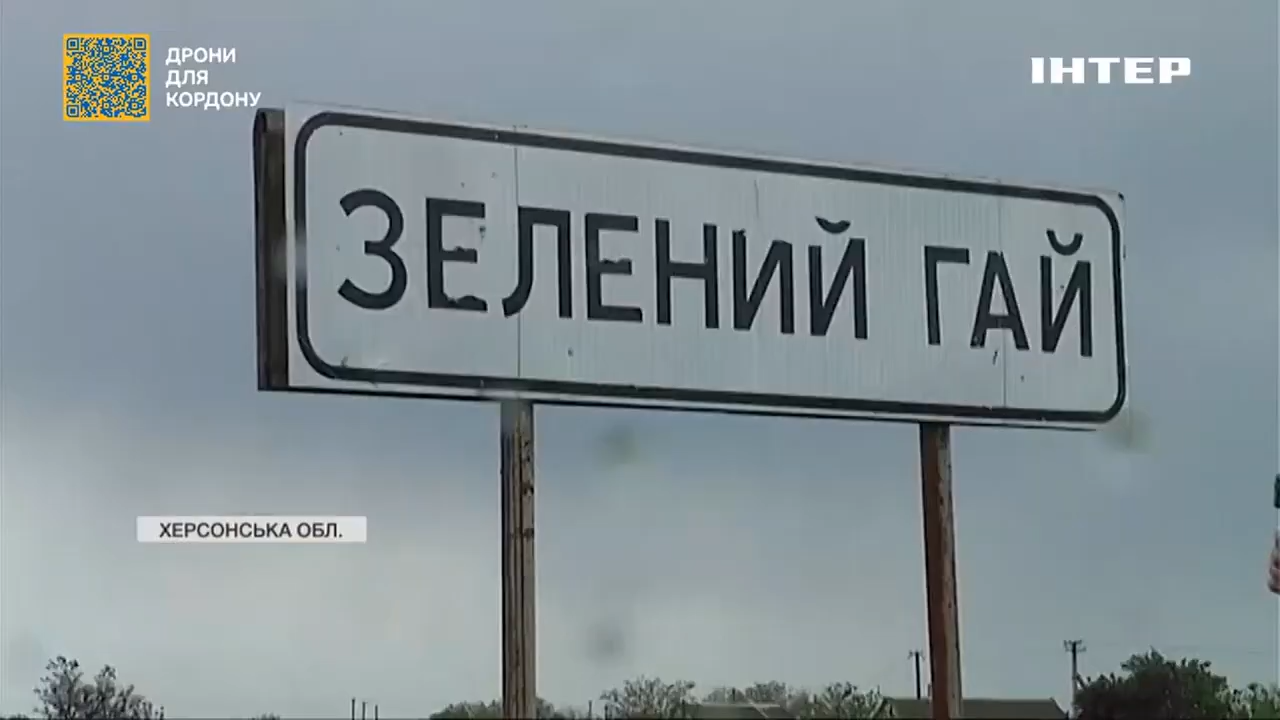 ДРОНИ
ДЛЯ
КОРДОНУ
ІНТЕР
ЗЕЛЕНИЙ ГАЙ
ХЕРСОНСЬКА ОБЛ.